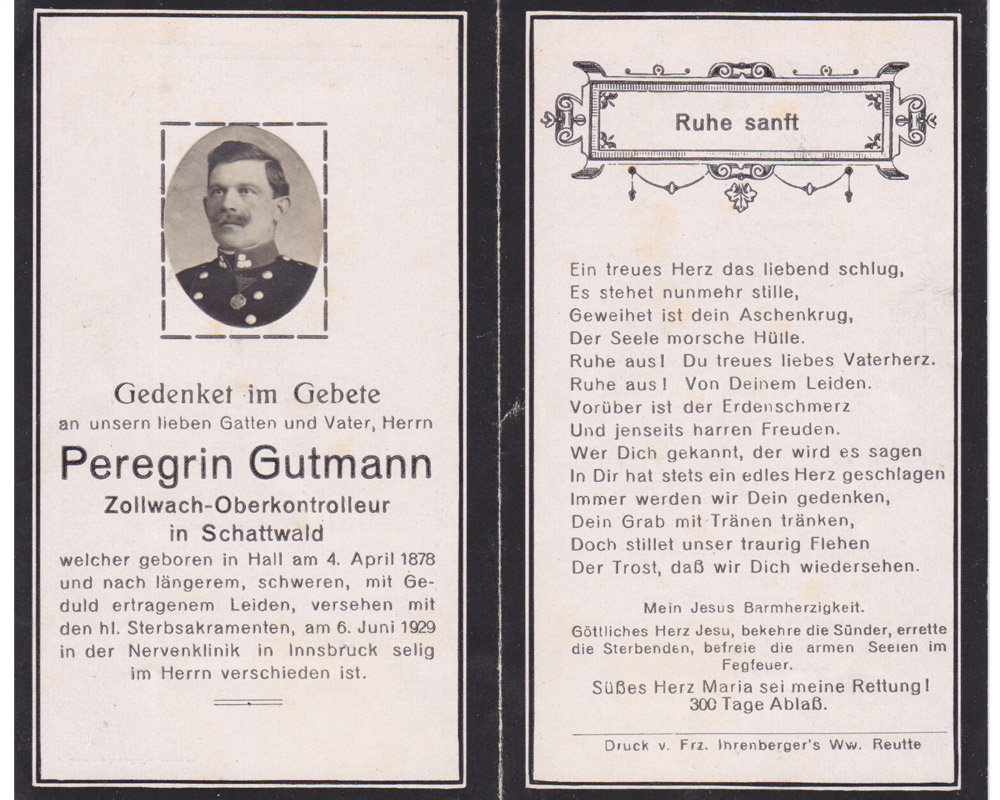 Gedenket im Gebete
an unsern lieben Gatten und Vater, Herrn
Peregrin Gutmann
Zollwach-Oberkontrolleur
in Schattwald
welcher geboren in Hall am 4. April 1878
und nach längerem, schweren, mit Ge-
duld ertragenem Leiden, versehen mit
den hl. Sterbsakramenten, am 6. Juni 1929
in der Nervenklinik in Innsbruck selig
im Herrn verschieden ist.
Ruhe sanft
Ein treues Herz das liebend schlug,
Es stehet nunmehr stille,
Geweihet ist dein Aschenkrug,
Der Seele morsche Hülle.
Ruhe aus! Du treues liebes Vaterherz.
Ruhe aus! Von Deinem Leiden.
Vorüber ist der Erdenschmerz
Und jenseits harren Freuden.
Wer Dich gekannt, der wird es sagen
In Dir hat stets ein edles Herz geschlagen
Immer werden wir Dein gedenken,
Dein Grab mit Tränen tränken,
Doch stillet unser traurig Flehen
Der Trost, daß wir Dich wiedersehen.
Mein Jesus Barmherzigkeit.
Göttliches Herz Jesu, bekehre die Sünder, errette
die Sterbenden, befreie die armen Seelen im
Fegfeuer.
Süßes Herz Maria sei meine Rettung!
300 Tage Ablaß.
Druck v. Frz. Ihrenberger's Ww. Reutte